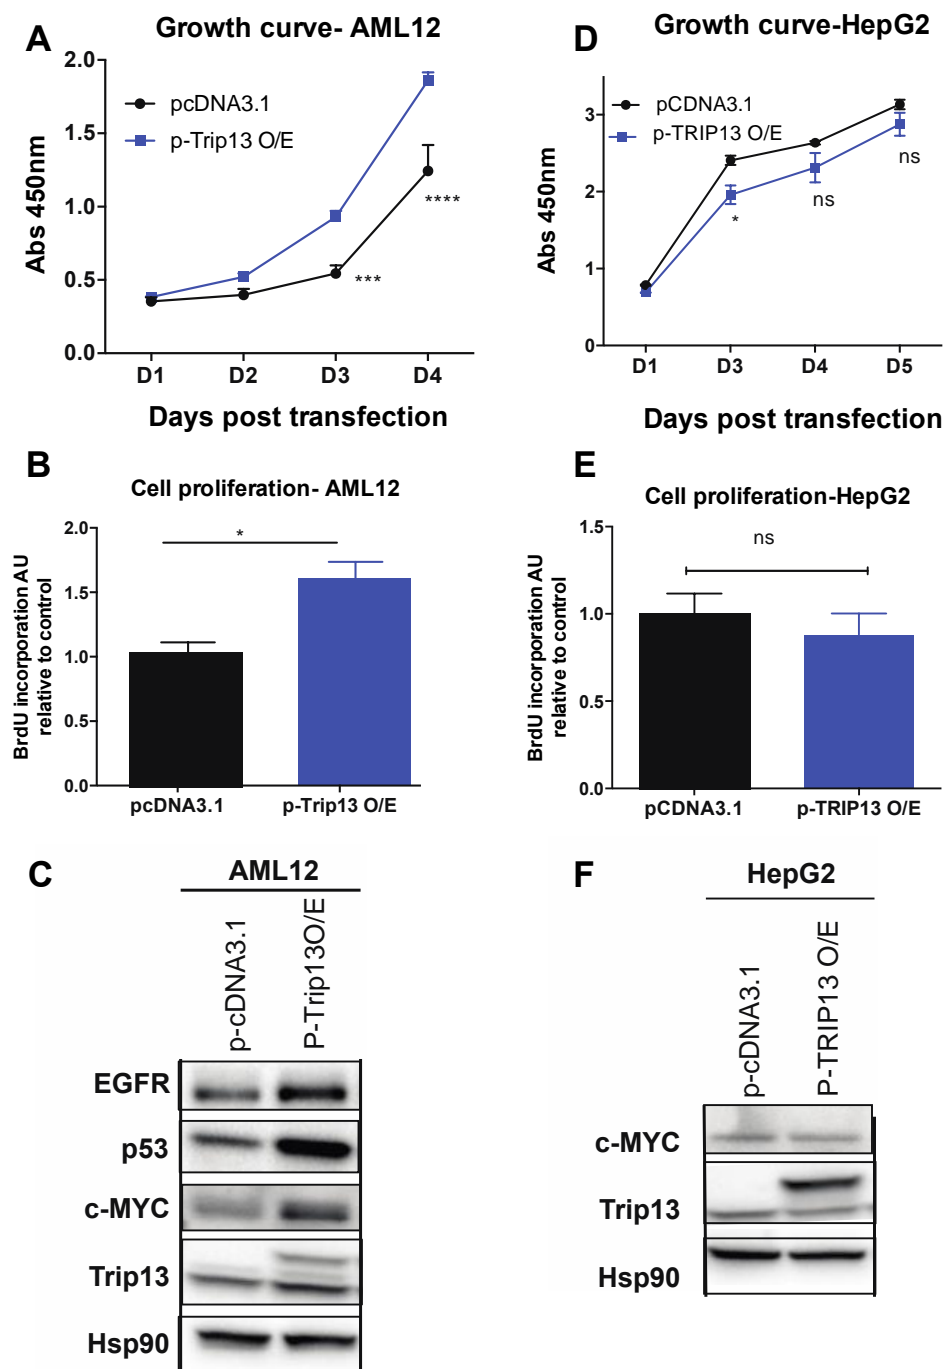 A
Growth curve- AML12
2.0
1.5
1.0
0.5
0.0
Abs 450nm
pcDNA3.1
p-Trip13 O/E
***
****
D1 D2 D3 D4
Days post transfection
D
Growth curve-HepG2
3
2
1
0
Abs 450nm
pCDNA3.1
p-TRIP13 O/E
*
ns
ns
D1 D3 D4 D5
Days post transfection
B
Cell proliferation- AML12
2.0
1.5
1.0
0.5
0.0
BrdU incorporation AU
relative to control
*
pcDNA3.1 p-Trip13 O/E
E
Cell proliferation-HepG2
1.5
1.0
0.5
0.0
BrdU incorporation AU
relative to control
ns
pCDNA3.1 p-TRIP13 O/E
C
AML12
p-cDNA3.1
P-Trip13O/E
EGFR
p53
c-MYC
Trip13
Hsp90
F
HepG2
p-cDNA3.1
P-TRIP13 O/E
c-MYC
Trip13
Hsp90